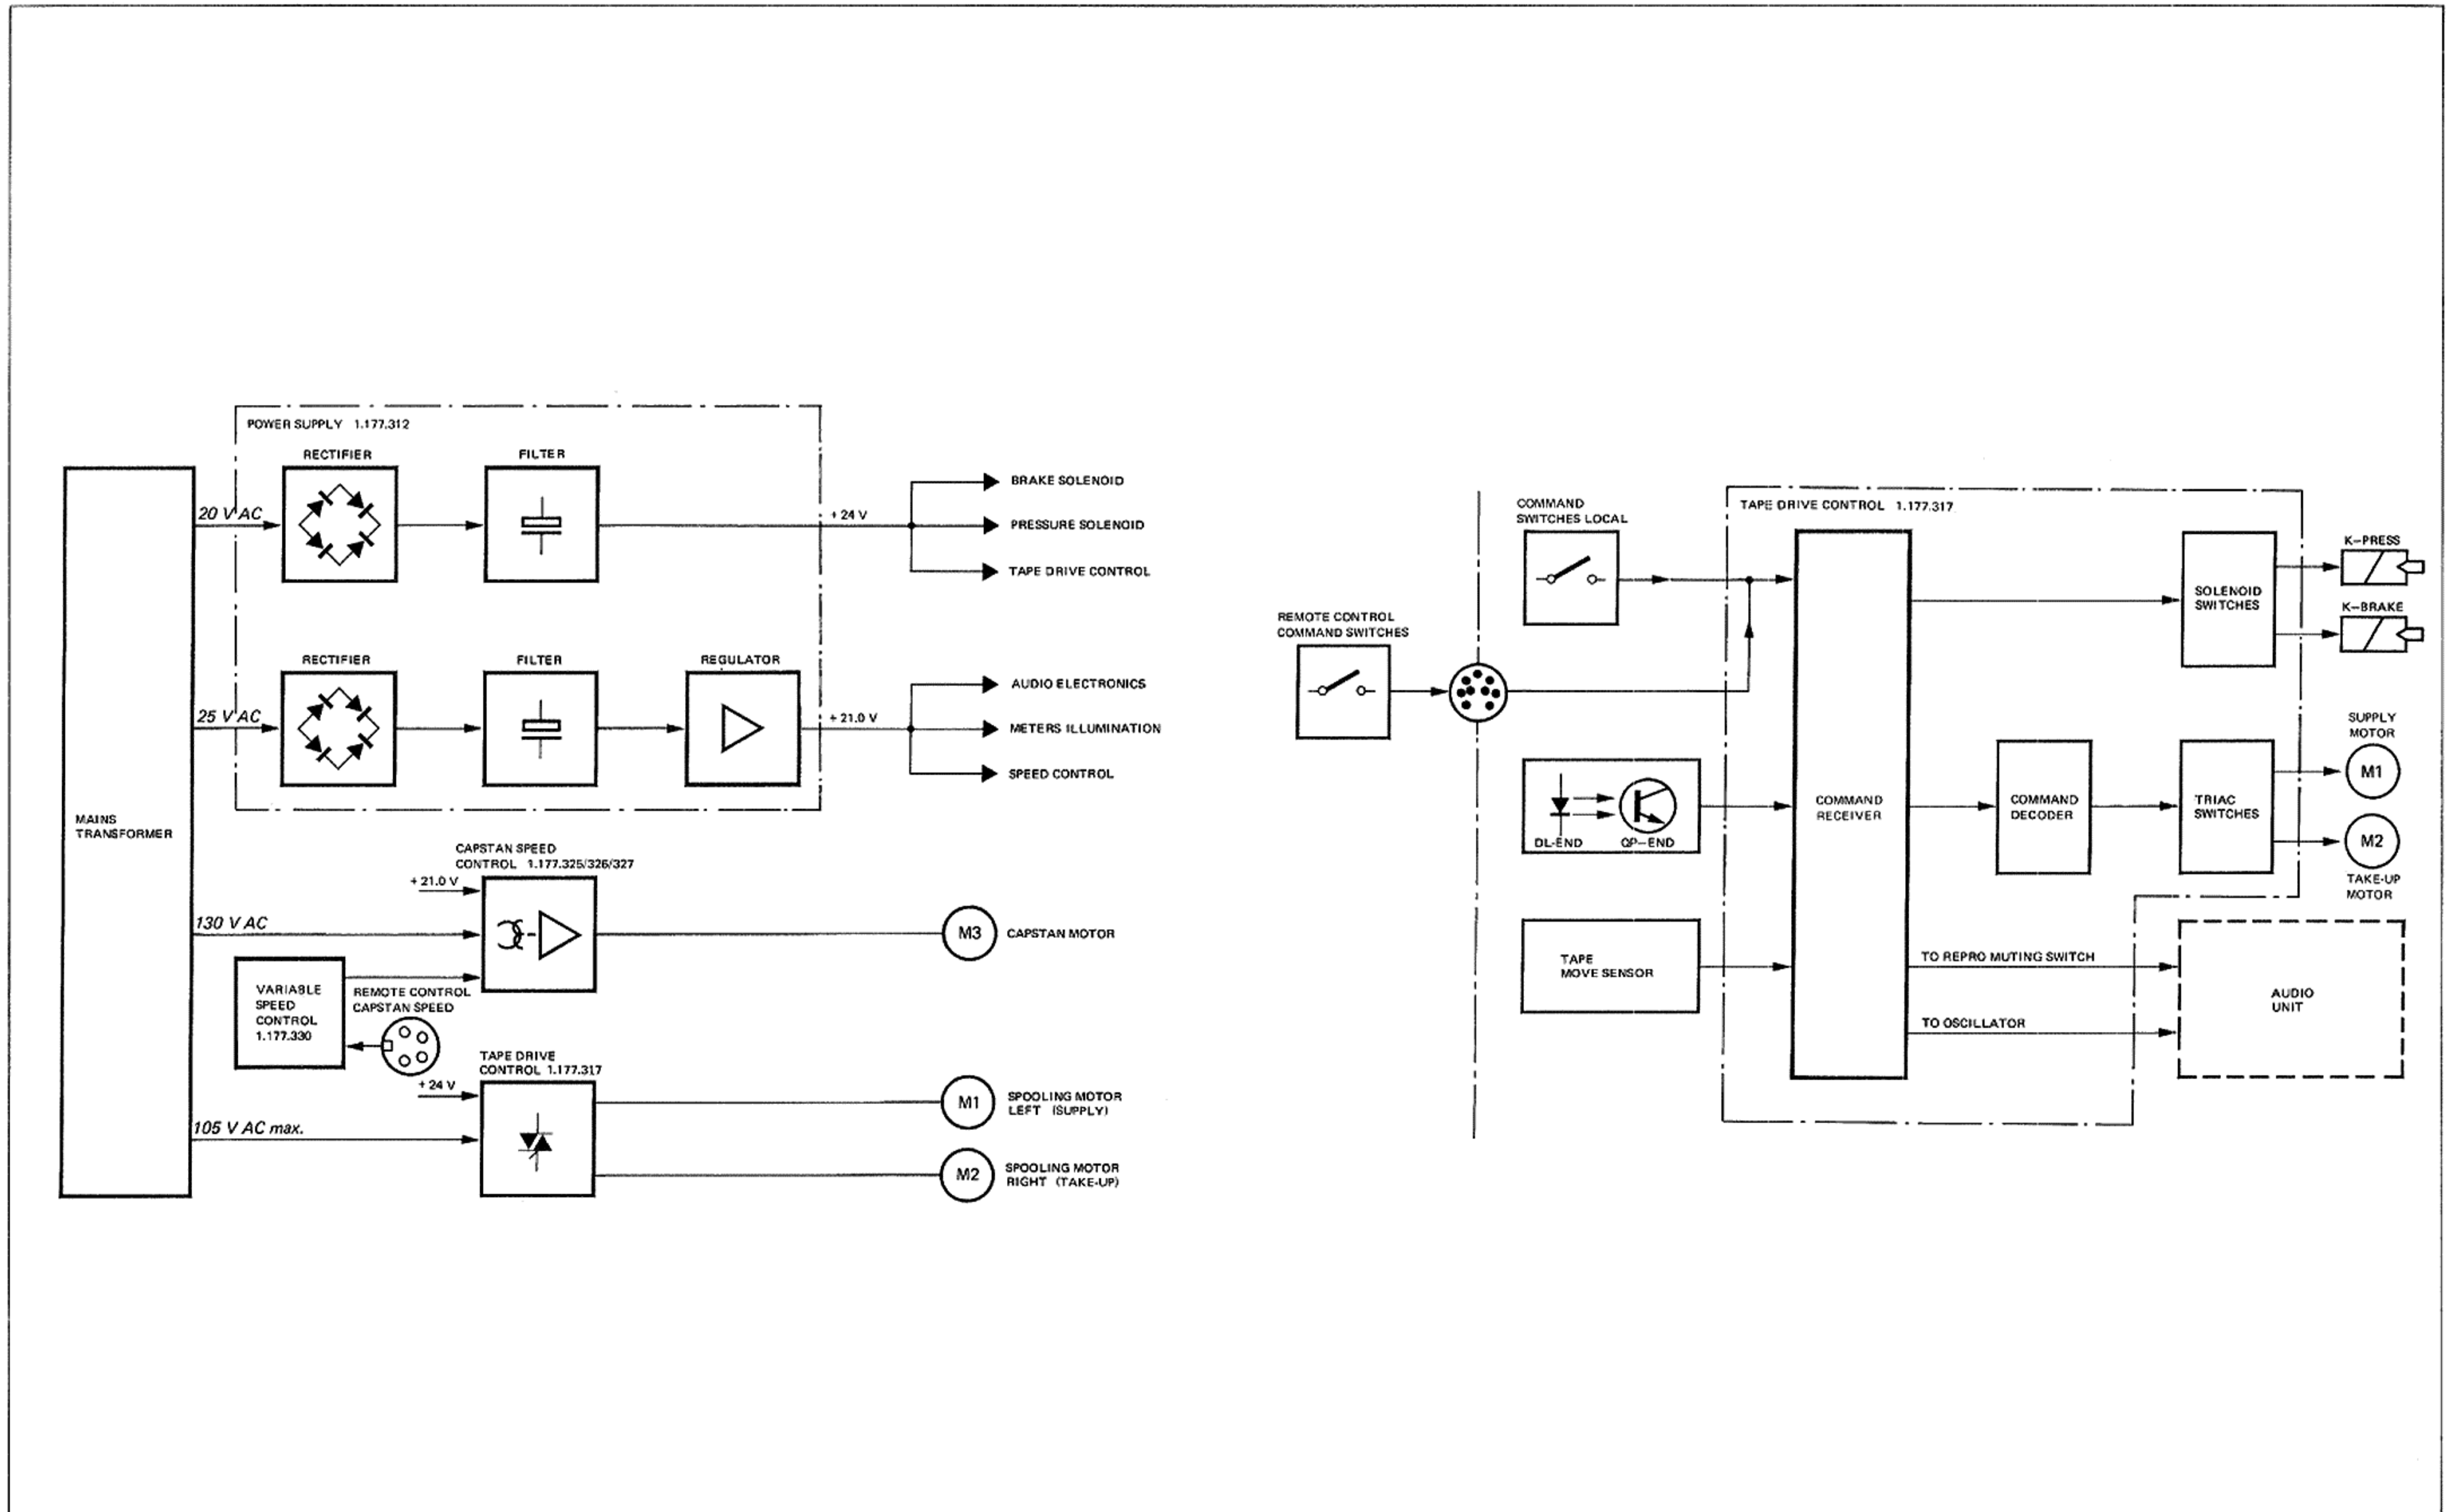 POWER SUPPLY 1.177.312
RECTIFIER
FILTER
20 V AC
+ 24 V
BRAKE SOLENOID
PRESSURE SOLENOID
TAPE DRIVE CONTROL
RECTIFIER
FILTER
REGULATOR
25 V AC
+ 21.0 V
AUDIO ELECTRONICS
METERS ILLUMINATION
SPEED CONTROL
MAINS
TRANSFORMER
CAPSTAN SPEED
CONTROL 1.177.325/326/327
+ 21.0 V
130 V AC
M3
CAPSTAN MOTOR
VARIABLE
SPEED
CONTROL
1.177.330
REMOTE CONTROL
CAPSTAN SPEED
TAPE DRIVE
CONTROL 1.177.317
+ 24 V
105 V AC max.
M1
SPOOLING MOTOR
LEFT (SUPPLY)
M2
SPOOLING MOTOR
RIGHT (TAKE-UP)
REMOTE CONTROL
COMMAND SWITCHES
COMMAND
SWITCHES LOCAL
TAPE DRIVE CONTROL 1.177.317
DL-END
QP-END
TAPE
MOVE SENSOR
COMMAND
RECEIVER
COMMAND
DECODER
SOLENOID
SWITCHES
K-PRESS
K-BRAKE
TRIAC
SWITCHES
SUPPLY
MOTOR
M1
M2
TAKE-UP
MOTOR
TO REPRO MUTING SWITCH
TO OSCILLATOR
AUDIO
UNIT